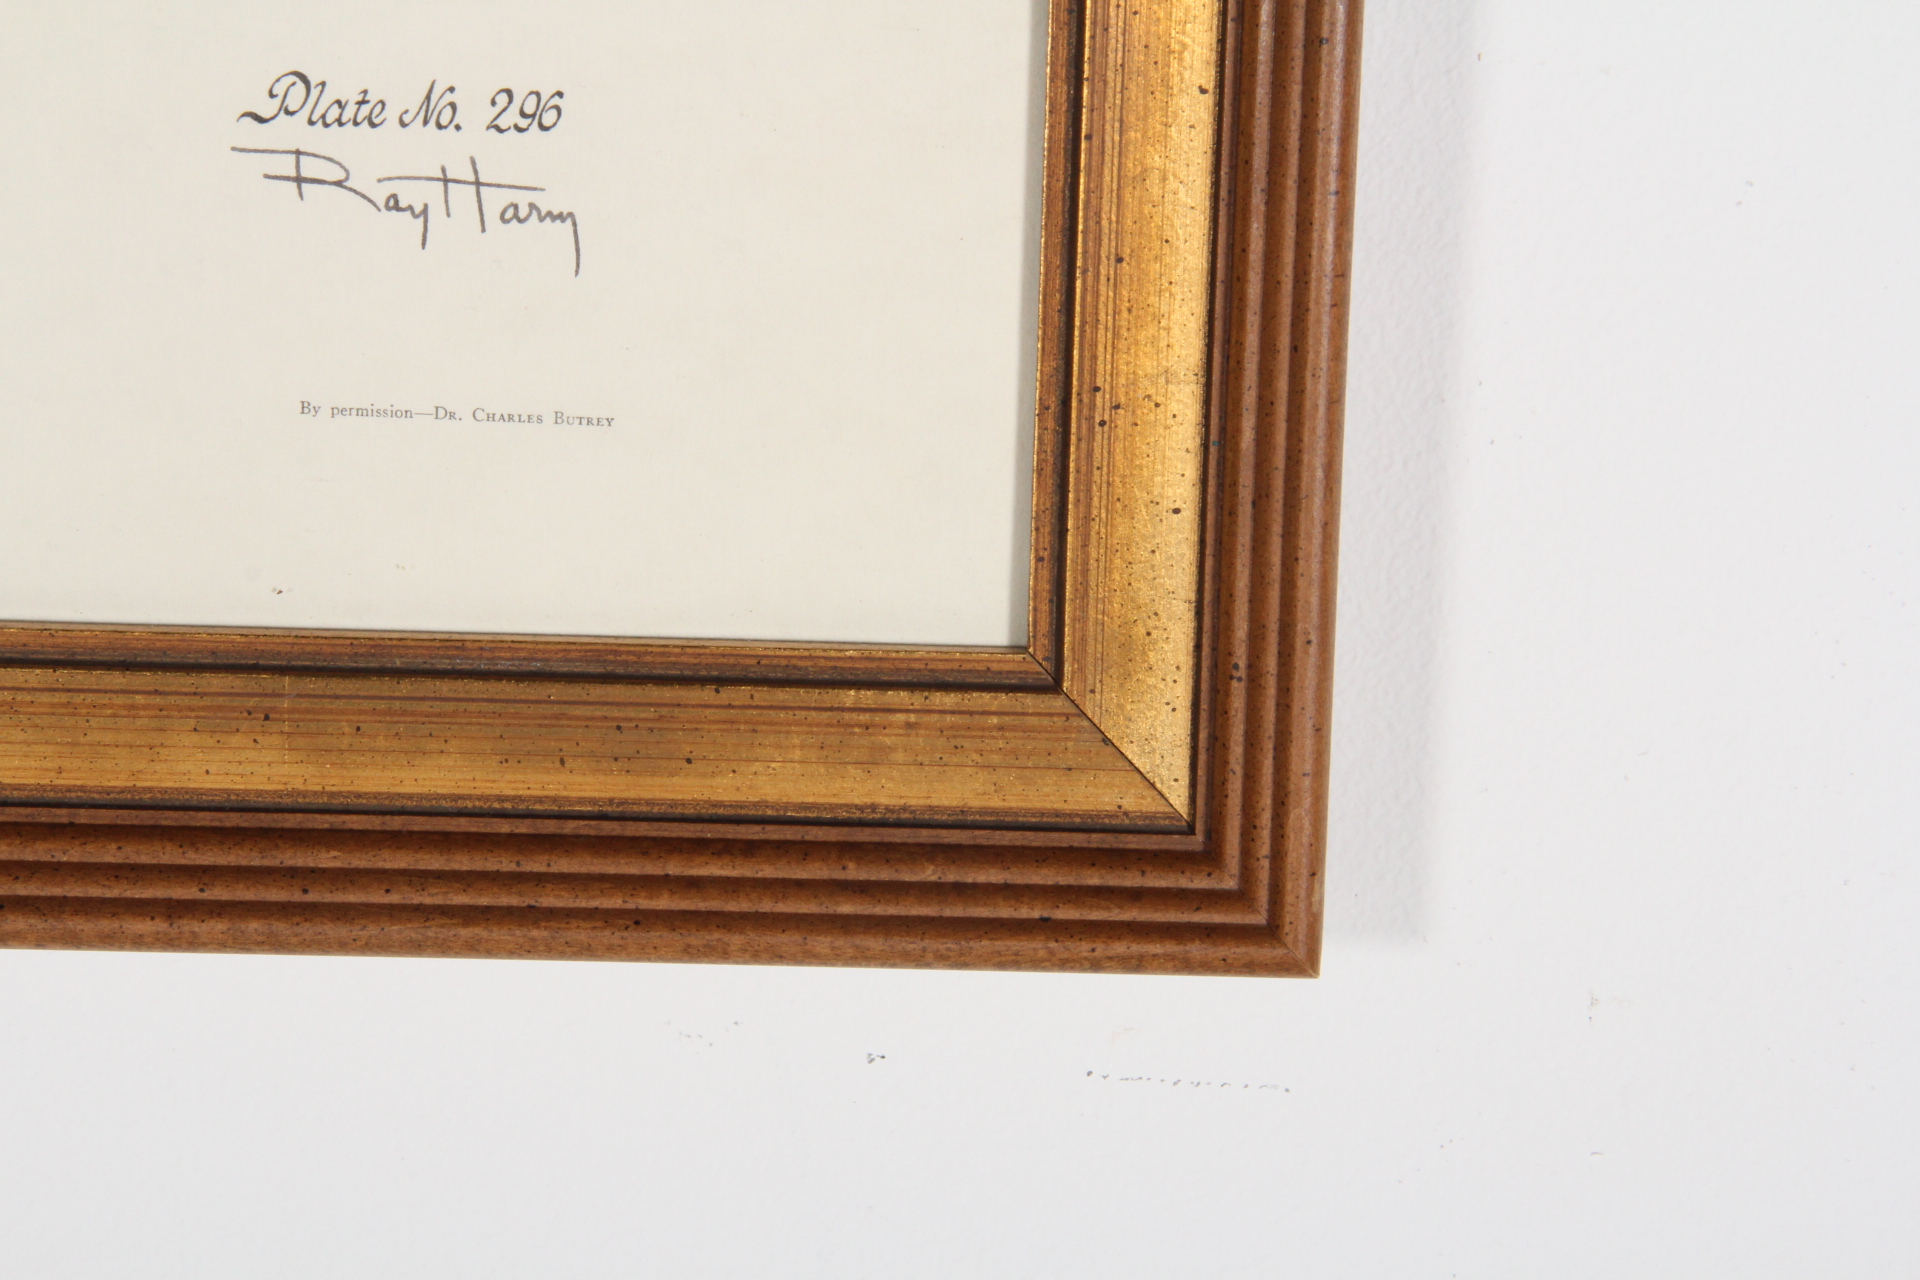 Plate No. 296
Ray Harm
By permission—Dr. Charles Butrey